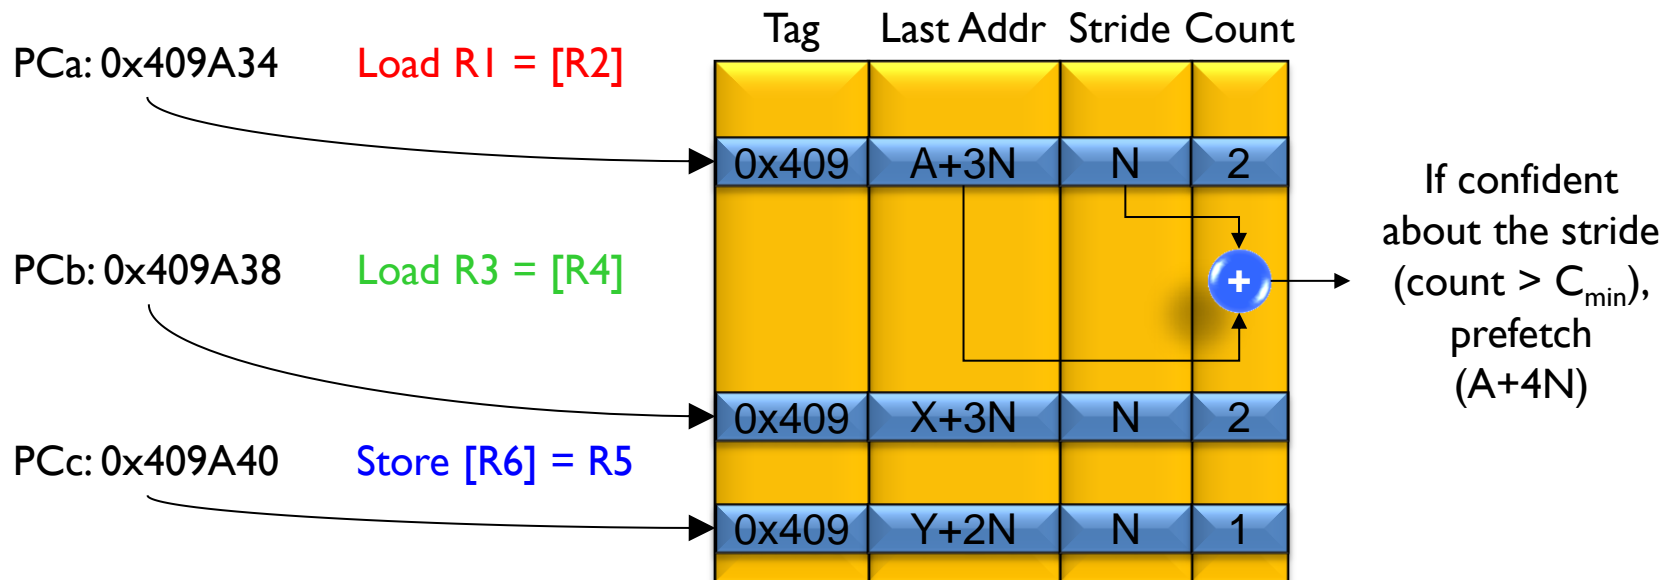 Tag Last Addr Stride Count
PCa: 0x409A34 Load R1 = [R2]
0x409 A+3N N 2
If confident
about the stride
(count > Cmin),
prefetch
(A+4N)
+
PCb: 0x409A38 Load R3 = [R4]
0x409 X+3N N 2
PCc: 0x409A40 Store [R6] = R5
0x409 Y+2N N 1